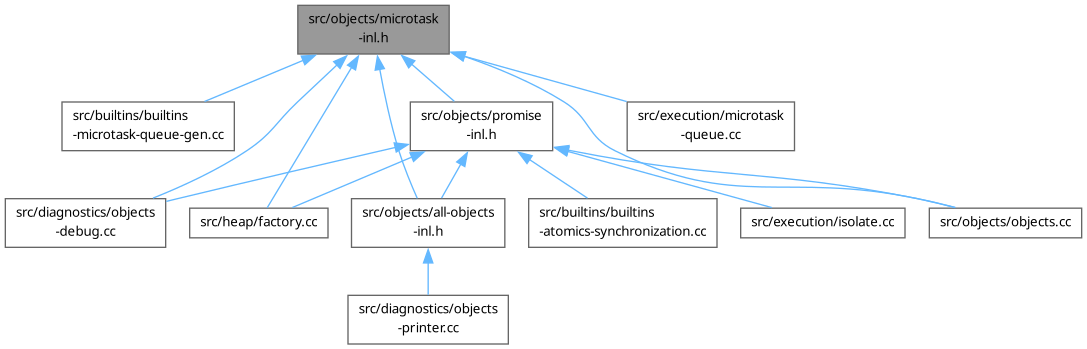 src/objects/microtask
-inl.h
src/builtins/builtins
-microtask-queue-gen.cc
src/objects/promise
-inl.h
src/execution/microtask
-queue.cc
src/diagnostics/objects
-debug.cc
src/heap/factory.cc
src/objects/all-objects
-inl.h
src/builtins/builtins
-atomics-synchronization.cc
src/execution/isolate.cc
src/objects/objects.cc
src/diagnostics/objects
-printer.cc